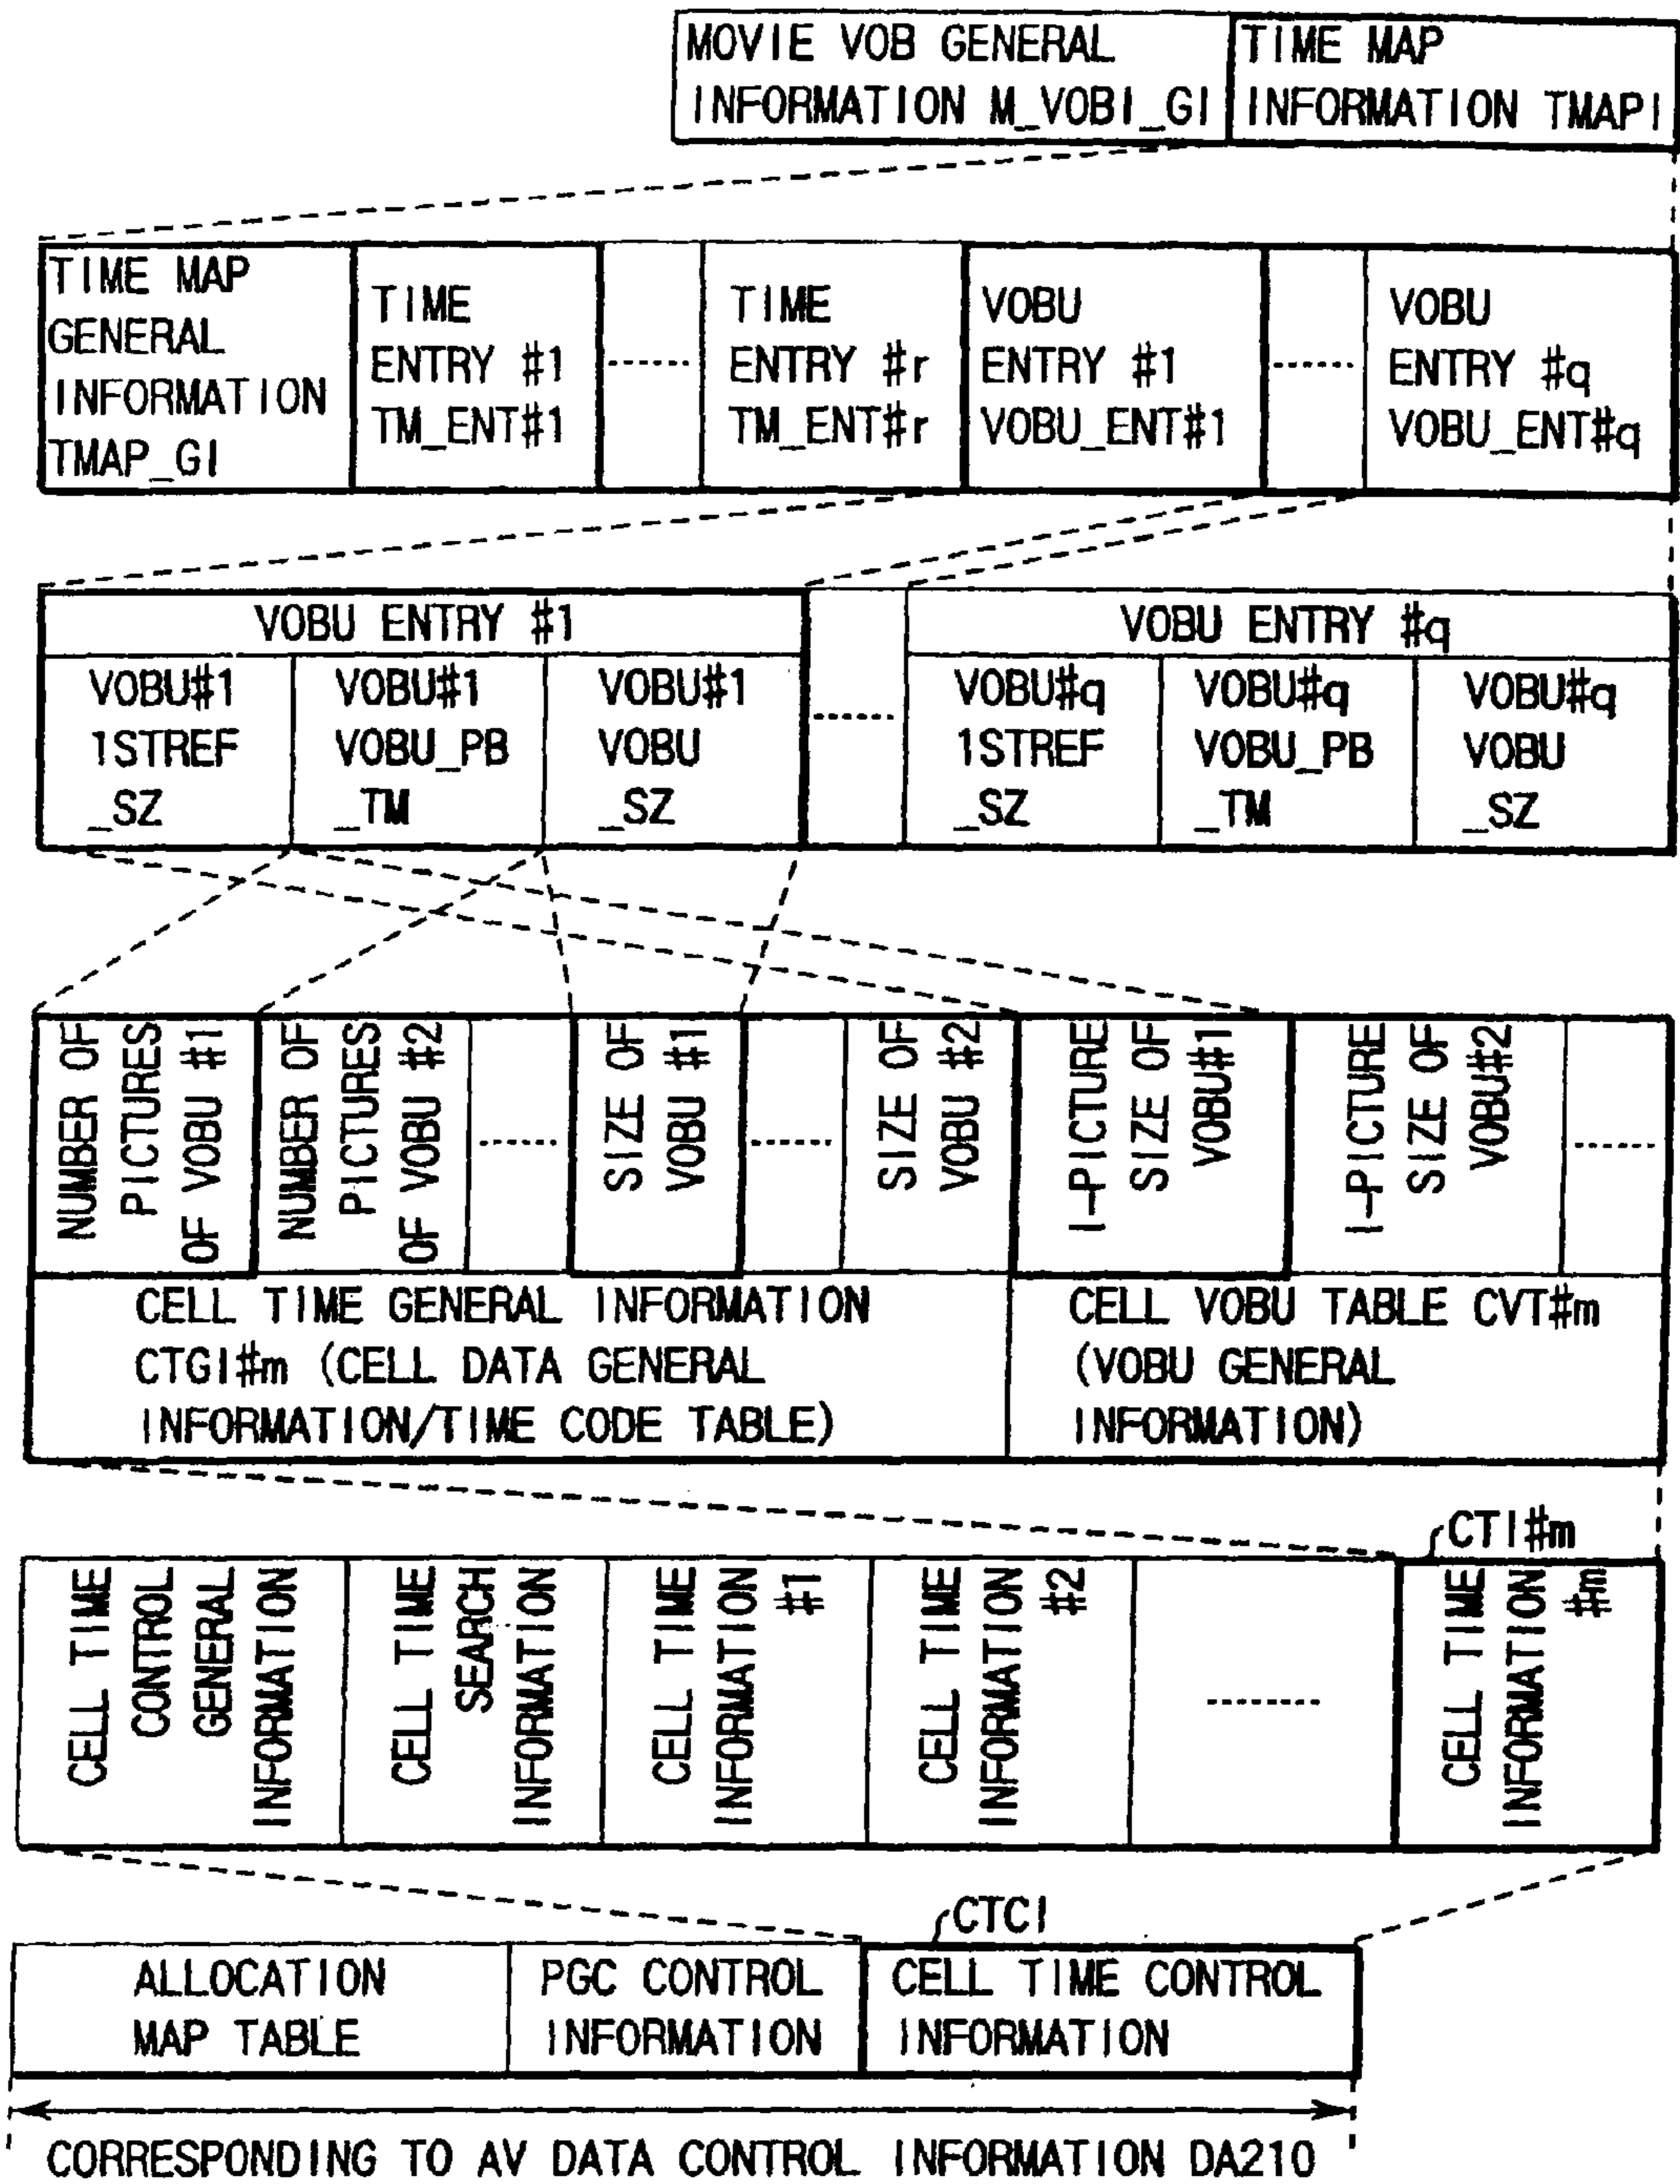 MOVIE VOB GENERAL
INFORMATION M_VOBI_GI
TIME MAP
INFORMATION TMAPI
TIME MAP
GENERAL
INFORMATION
TMAP_GI
TIME
ENTRY #1
TM_ENT#1
TIME
ENTRY #r
TM_ENT#r
VOBU
ENTRY #1
VOBU_ENT#1
VOBU
ENTRY #q
VOBU_ENT#q
VOBU ENTRY #1
VOBU#1
1STREF
_SZ
VOBU#1
VOBU_PB
_TM
VOBU#1
VOBU
_SZ
VOBU ENTRY #q
VOBU#q
1STREF
_SZ
VOBU#q
VOBU_PB
_TM
VOBU#q
VOBU
_SZ
NUMBER OF
PICTURES
OF VOBU #1
NUMBER OF
PICTURES
OF VOBU #2
SIZE OF
VOBU #1
SIZE OF
VOBU #2
I-PICTURE
SIZE OF
VOBU#1
I-PICTURE
SIZE OF
VOBU#2
CELL TIME GENERAL INFORMATION
CTGI#m (CELL DATA GENERAL
INFORMATION/TIME CODE TABLE)
CELL VOBU TABLE CVT#m
(VOBU GENERAL
INFORMATION)
CTI#m
CELL TIME
CONTROL
GENERAL
INFORMATION
CELL TIME
SEARCH
INFORMATION
CELL TIME
INFORMATION
#1
CELL TIME
INFORMATION
#2
CELL TIME
INFORMATION
#m
CTCI
ALLOCATION
MAP TABLE
PGC CONTROL
INFORMATION
CELL TIME CONTROL
INFORMATION
CORRESPONDING TO AV DATA CONTROL INFORMATION DA210